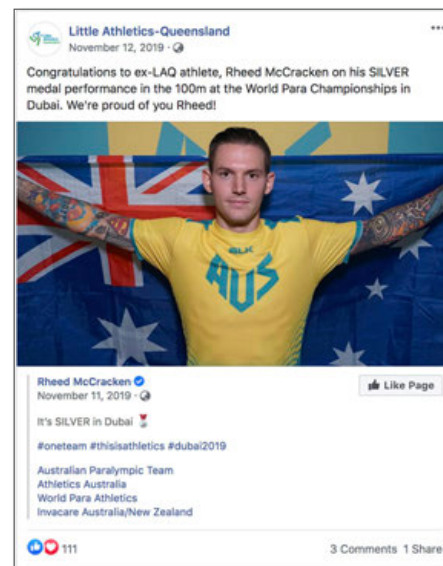 Little Athletics-Queensland
November 12, 2019 ·
Congratulations to ex-LAQ athlete, Rheed McCracken on his SILVER
medal performance in the 100m at the World Para Championships in
Dubai. We're proud of you Rheed!
BLK
AUS
Rheed McCracken
Like Page
November 11, 2019 ·
It's SILVER in Dubai
#oneteam #thisisathletics #dubai2019
Australian Paralympic Team
Athletics Australia
World Para Athletics
Invacare Australia/New Zealand
111
3 Comments 1 Share